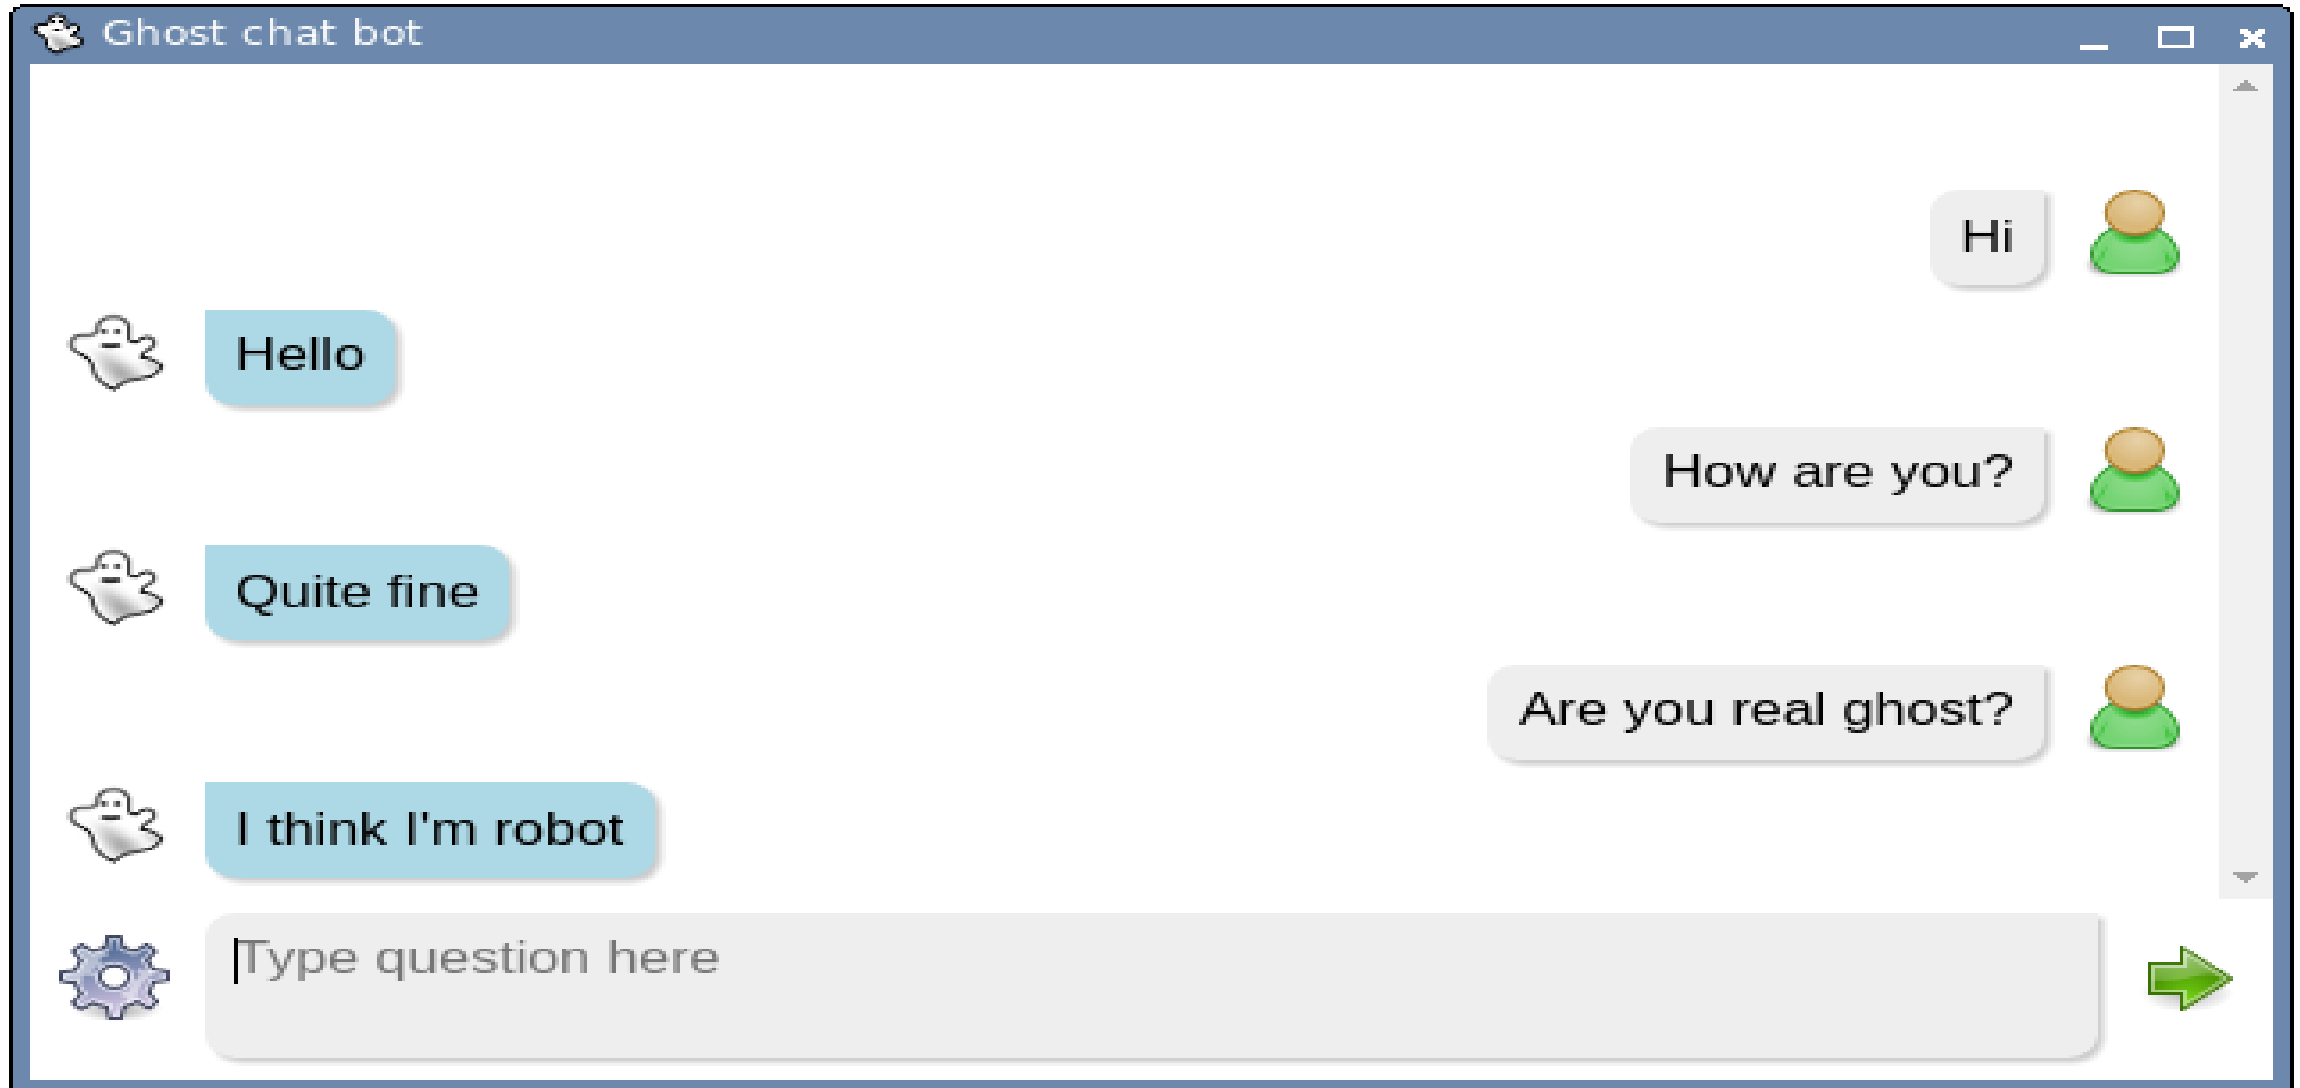 Ghost chat bot
Hi
Hello
How are you?
Quite fine
Are you real ghost?
I think I'm robot
Type question here